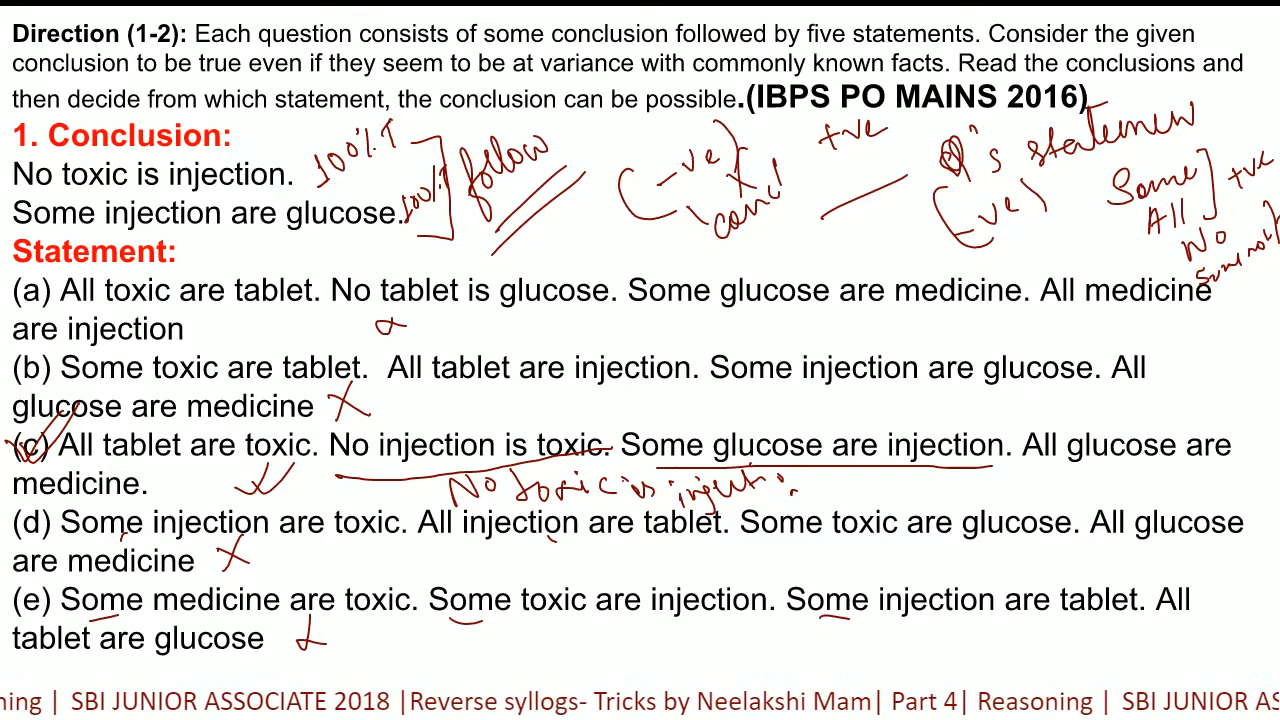 Direction (1-2): Each question consists of some conclusion followed by five statements. Consider the given
conclusion to be true even if they seem to be at variance with commonly known facts. Read the conclusions and
then decide from which statement, the conclusion can be possible.(IBPS PO MAINS 2016)
1. Conclusion:
100%.T
follow
-ve
+ve
Q's statement
No toxic is injection.
Some
+ve
Some injection are glucose.
100%.T
concl
-ve
All
No
Some not
Statement:
(a) All toxic are tablet. No tablet is glucose. Some glucose are medicine. All medicine
are injection
(b) Some toxic are tablet. All tablet are injection. Some injection are glucose. All
glucose are medicine
(c) All tablet are toxic. No injection is toxic. Some glucose are injection. All glucose are
medicine.
No toxic is injection
(d) Some injection are toxic. All injection are tablet. Some toxic are glucose. All glucose
are medicine
(e) Some medicine are toxic. Some toxic are injection. Some injection are tablet. All
tablet are glucose
ning | SBI JUNIOR ASSOCIATE 2018 |Reverse syllogs- Tricks by Neelakshi Mam| Part 4| Reasoning | SBI JUNIOR AS